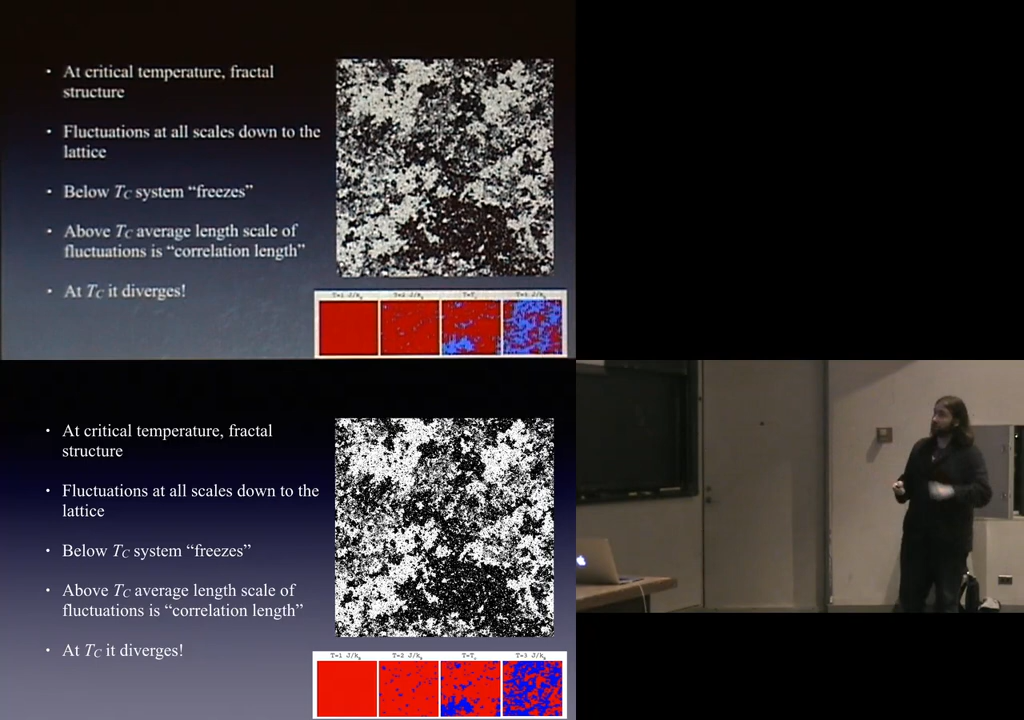 • At critical temperature, fractal
structure
• Fluctuations at all scales down to the
lattice
• Below TC system “freezes”
• Above TC average length scale of
fluctuations is “correlation length”
• At TC it diverges!
• At critical temperature, fractal
structure
• Fluctuations at all scales down to the
lattice
• Below TC system “freezes”
• Above TC average length scale of
fluctuations is “correlation length”
• At TC it diverges!
T=1 J/kB T=2 J/kB T=Tc T=3 J/kB